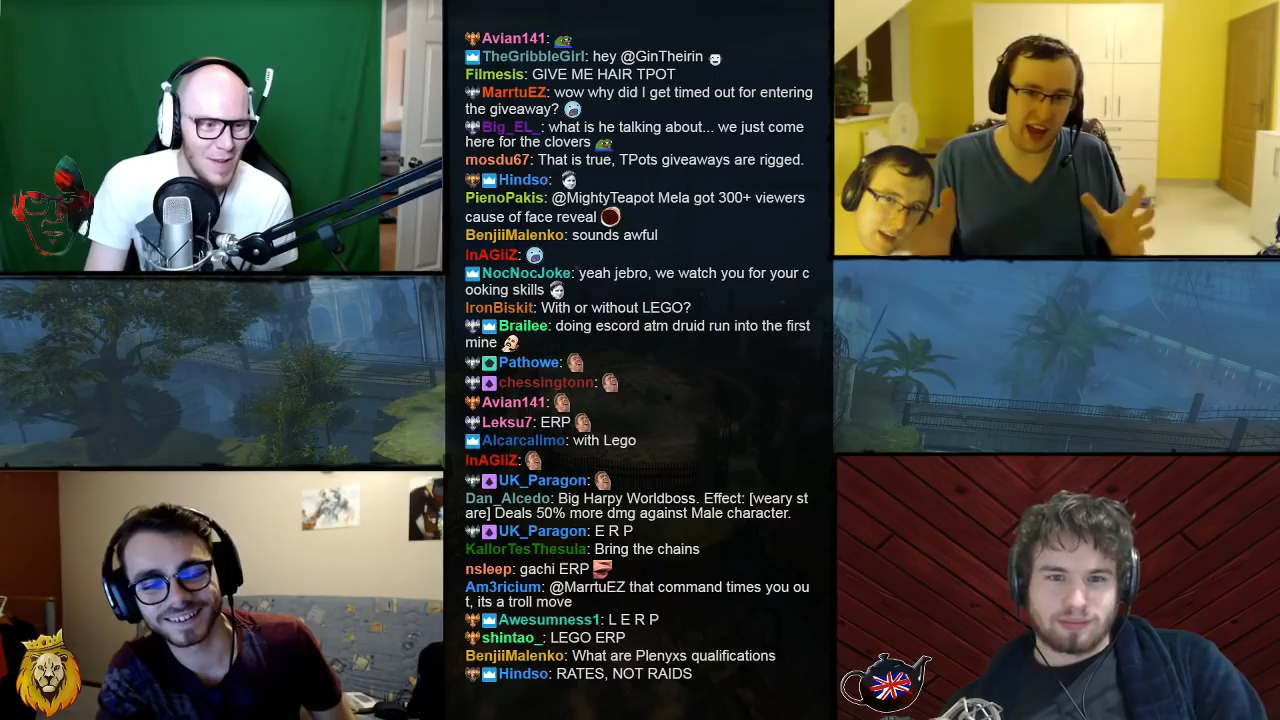 Avian141:
TheGribbleGirl: hey @GinTheirin
Filmesis: GIVE ME HAIR TPOT
MarrtuEZ: wow why did I get timed out for entering
the giveaway?
Big_EL_: what is he talking about... we just come
here for the clovers
mosdu67: That is true, TPots giveaways are rigged.
Hindso:
PienoPakis: @MightyTeapot Mela got 300+ viewers
cause of face reveal
BenjiiMalenko: sounds awful
InAGiiZ:
NocNocJoke: yeah jebro, we watch you for your c
ooking skills
IronBiskit: With or without LEGO?
Brailee: doing escord atm druid run into the first
mine
Pathowe:
chessingtonn:
Avian141:
Leksu7: ERP
Alcarcalimo: with Lego
InAGiiZ:
UK_Paragon:
Dan_Alcedo: Big Harpy Worldboss. Effect: [weary st
are] Deals 50% more dmg against Male character.
UK_Paragon: E R P
KallorTesThesula: Bring the chains
nsleep: gachi ERP
Am3ricium: @MarrtuEZ that command times you ou
t, its a troll move
Awesumness1: L E R P
shintao_: LEGO ERP
BenjiiMalenko: What are Plenyxs qualifications
Hindso: RATES, NOT RAIDS